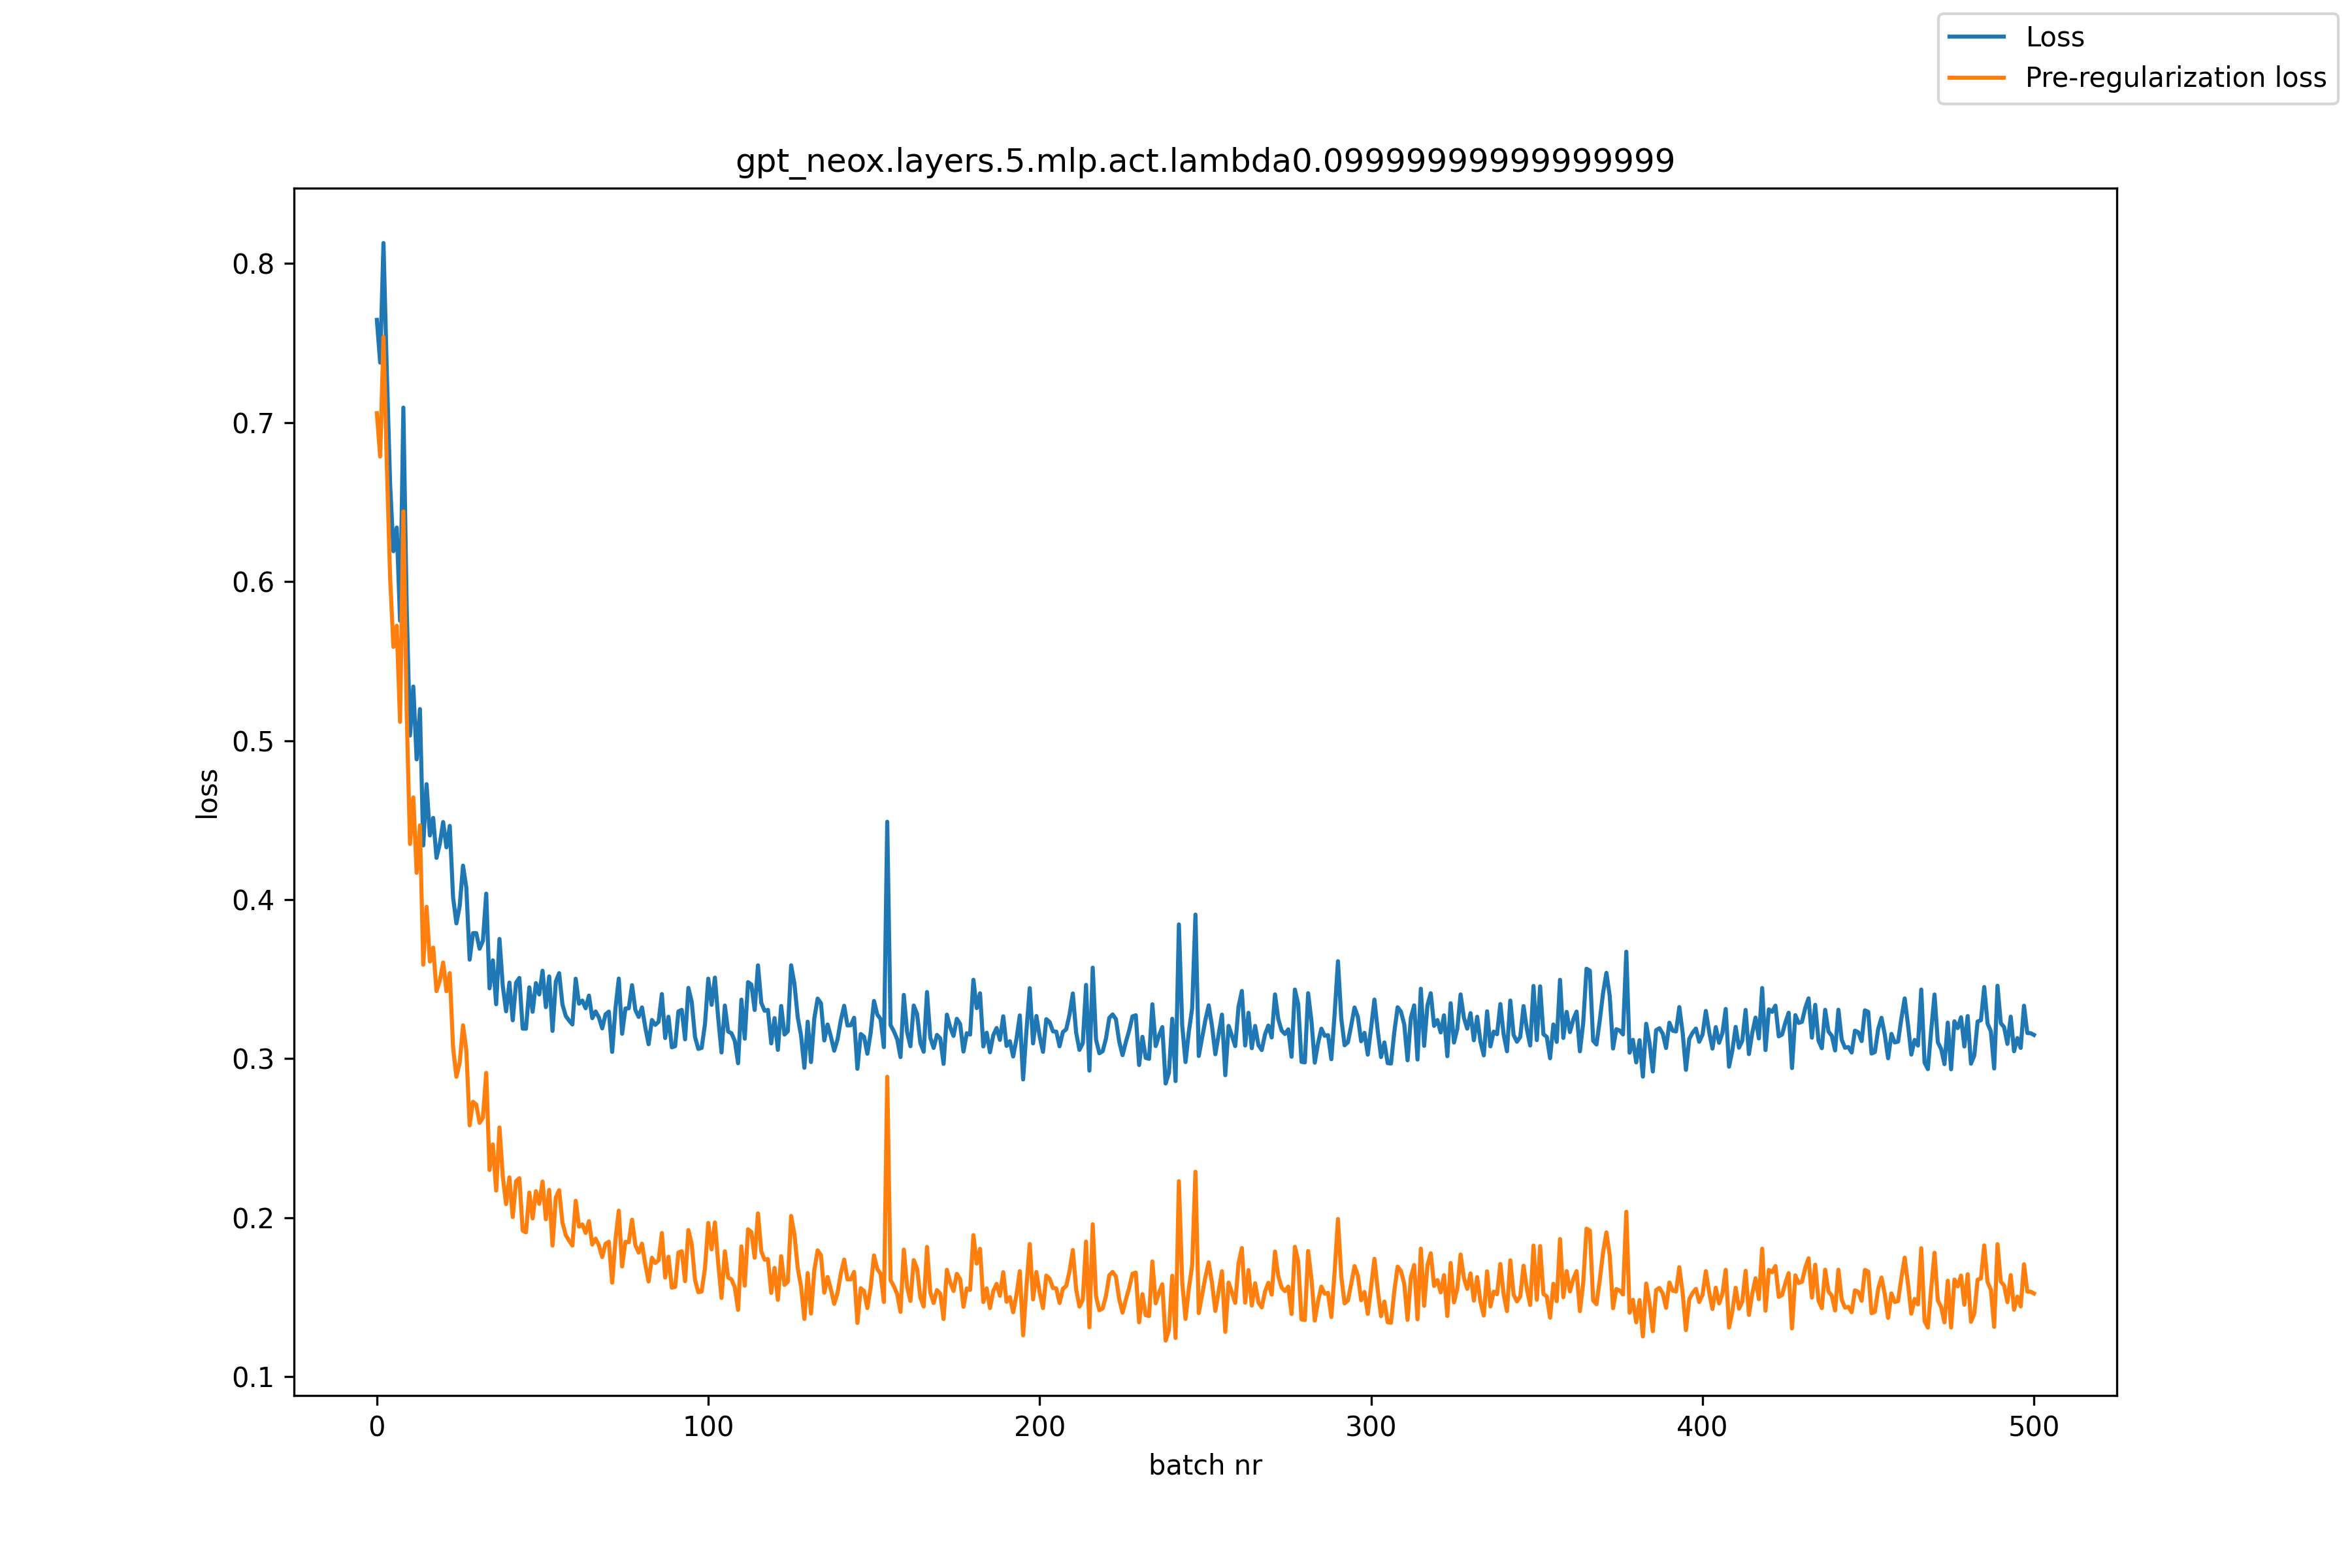 Loss
Pre-regularization loss
gpt_neox.layers.5.mlp.act.lambda0.09999999999999999
0.8
0.7
0.6
0.5
0.4
0.3
0.2
0.1
loss
0 100 200 300 400 500
batch nr